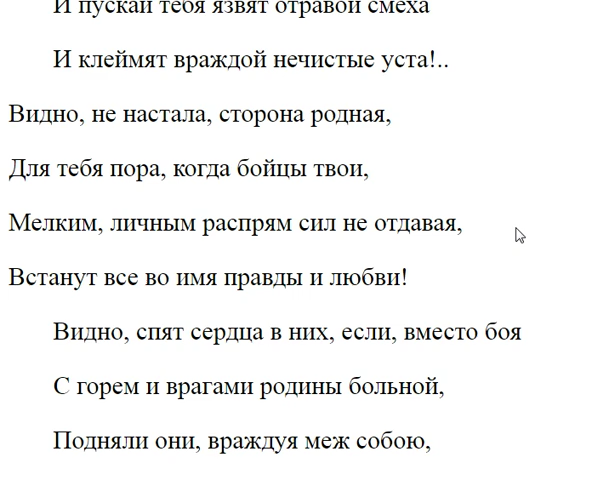 И пускай тебя язвят отравой смеха
И клеймят враждой нечистые уста!..
Видно, не настала, сторона родная,
Для тебя пора, когда бойцы твои,
Мелким, личным распрям сил не отдавая,
Встанут все во имя правды и любви!
Видно, спят сердца в них, если, вместо боя
С горем и врагами родины больной,
Подняли они, враждуя меж собою,